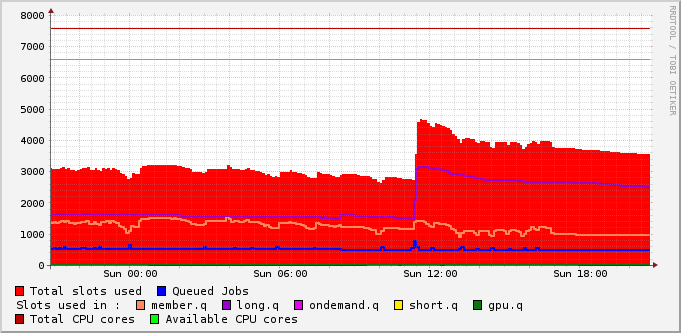 RRDTOOL / TOBI OETIKER
8000
7000
6000
5000
4000
3000
2000
1000
0
Sun 00:00 Sun 06:00 Sun 12:00 Sun 18:00
Total slots used Queued Jobs
Slots used in : member.q long.q ondemand.q short.q gpu.q
Total CPU cores Available CPU cores